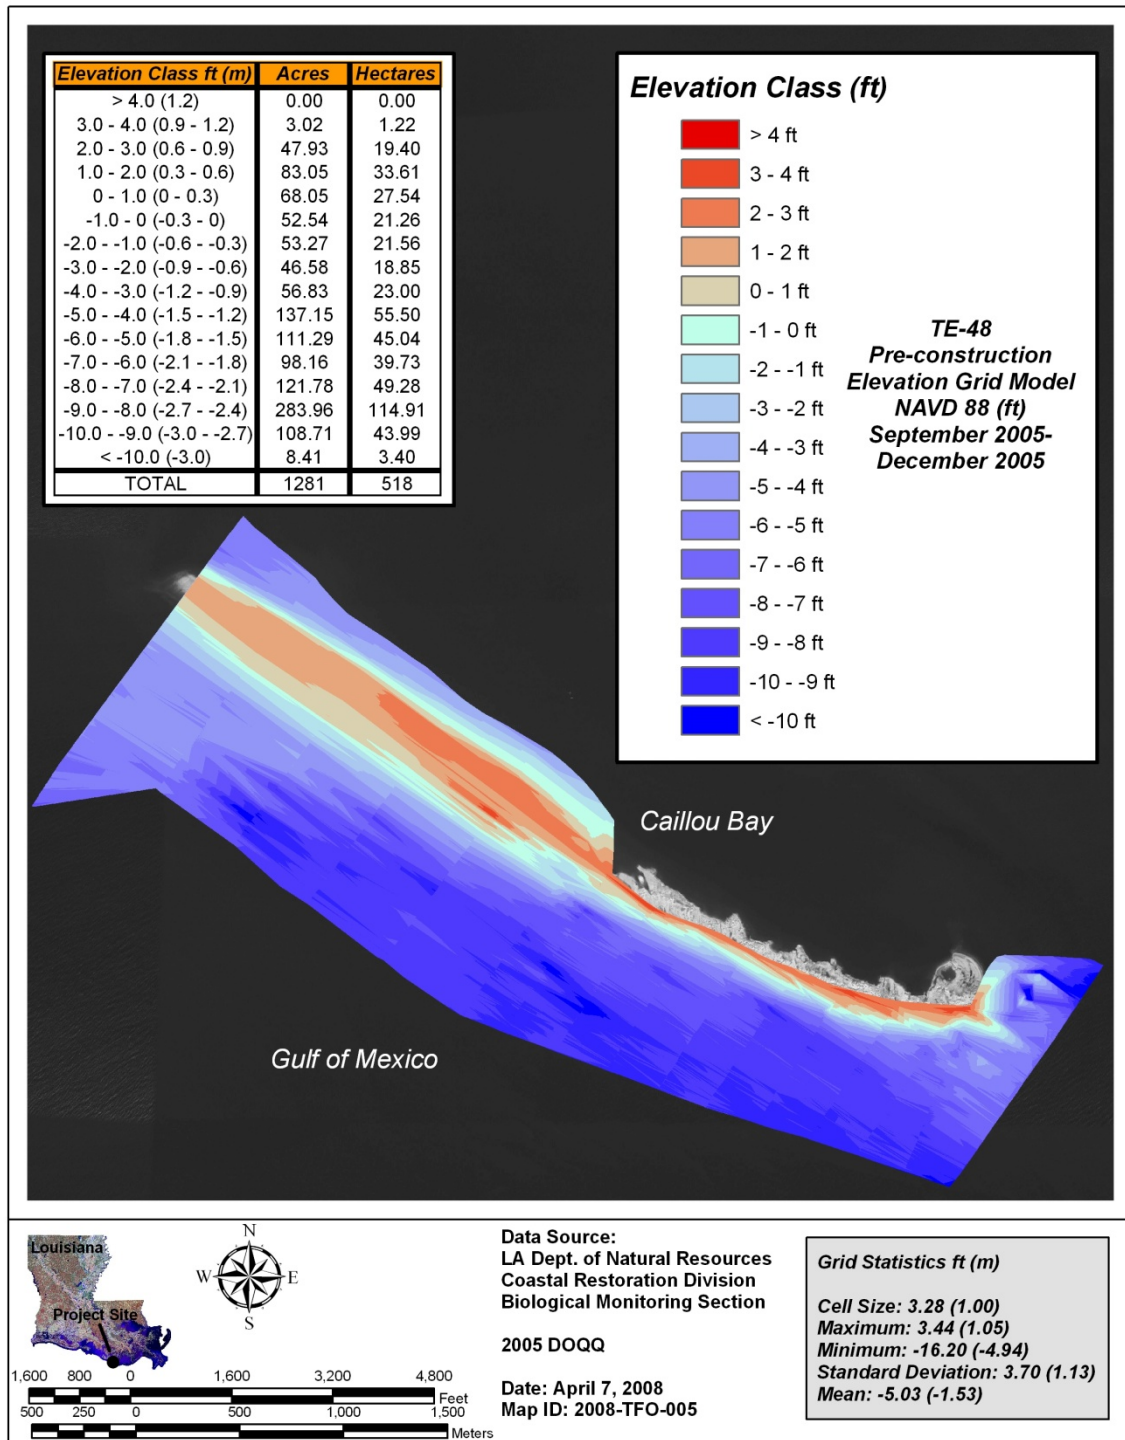 Elevation Class ft (m) Acres Hectares
> 4.0 (1.2) 0.00 0.00
3.0 - 4.0 (0.9 - 1.2) 3.02 1.22
2.0 - 3.0 (0.6 - 0.9) 47.93 19.40
1.0 - 2.0 (0.3 - 0.6) 83.05 33.61
0 - 1.0 (0 - 0.3) 68.05 27.54
-1.0 - 0 (-0.3 - 0) 52.54 21.26
-2.0 - -1.0 (-0.6 - -0.3) 53.27 21.56
-3.0 - -2.0 (-0.9 - -0.6) 46.58 18.85
-4.0 - -3.0 (-1.2 - -0.9) 56.83 23.00
-5.0 - -4.0 (-1.5 - -1.2) 137.15 55.50
-6.0 - -5.0 (-1.8 - -1.5) 111.29 45.04
-7.0 - -6.0 (-2.1 - -1.8) 98.16 39.73
-8.0 - -7.0 (-2.4 - -2.1) 121.78 49.28
-9.0 - -8.0 (-2.7 - -2.4) 283.96 114.91
-10.0 - -9.0 (-3.0 - -2.7) 108.71 43.99
< -10.0 (-3.0) 8.41 3.40
TOTAL 1281 518
Elevation Class (ft)
> 4 ft
3 - 4 ft
2 - 3 ft
1 - 2 ft
0 - 1 ft
-1 - 0 ft
-2 - -1 ft
-3 - -2 ft
-4 - -3 ft
-5 - -4 ft
-6 - -5 ft
-7 - -6 ft
-8 - -7 ft
-9 - -8 ft
-10 - -9 ft
< -10 ft
TE-48
Pre-construction
Elevation Grid Model
NAVD 88 (ft)
September 2005-
December 2005
Caillou Bay
Gulf of Mexico
Louisiana
Project Site
N
W E
S
1,600 800 0 1,600 3,200 4,800
Feet
500 250 0 500 1,000 1,500
Meters
Data Source:
LA Dept. of Natural Resources
Coastal Restoration Division
Biological Monitoring Section
2005 DOQQ
Date: April 7, 2008
Map ID: 2008-TFO-005
Grid Statistics ft (m)
Cell Size: 3.28 (1.00)
Maximum: 3.44 (1.05)
Minimum: -16.20 (-4.94)
Standard Deviation: 3.70 (1.13)
Mean: -5.03 (-1.53)